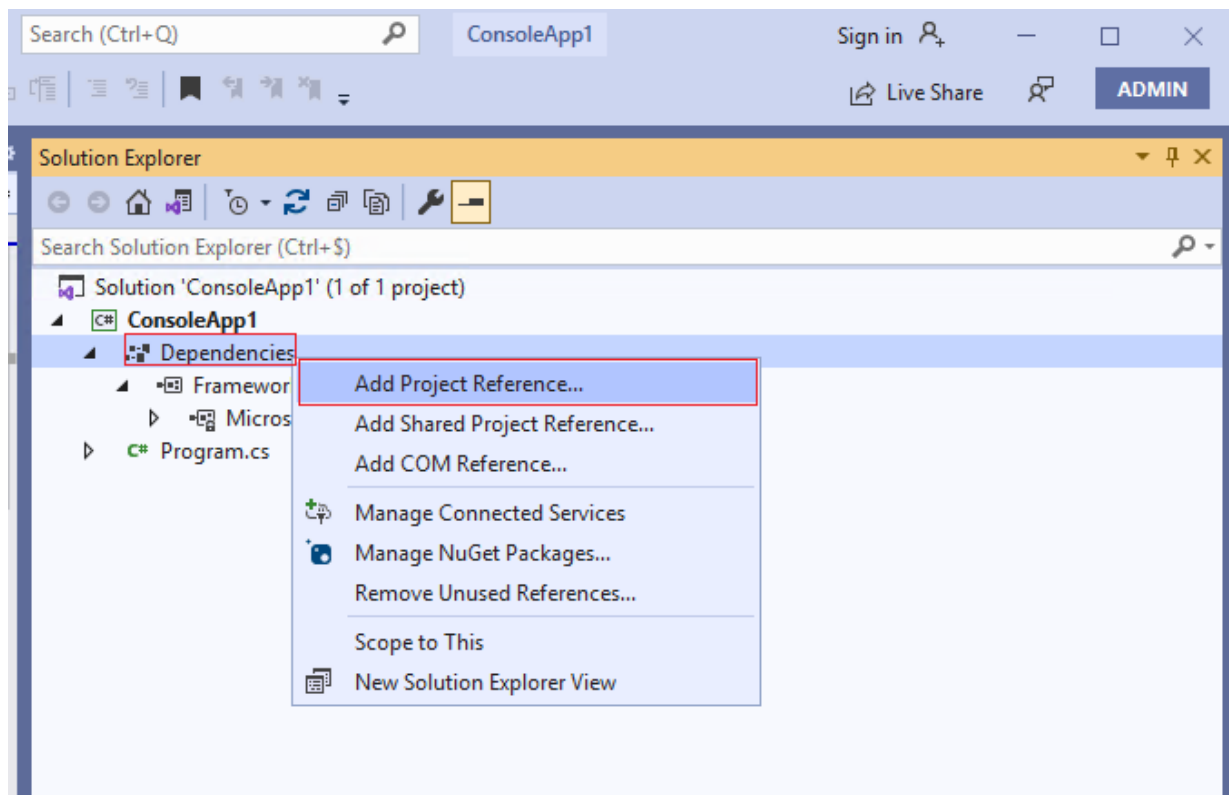 Search (Ctrl+Q) ConsoleApp1 Sign in
Live Share ADMIN
Solution Explorer
Search Solution Explorer (Ctrl+$)
Solution 'ConsoleApp1' (1 of 1 project)
C# ConsoleApp1
Dependencies
Add Project Reference...
Framewor
Add Shared Project Reference...
Micros
C# Program.cs
Add COM Reference...
Manage Connected Services
Manage NuGet Packages...
Remove Unused References...
Scope to This
New Solution Explorer View